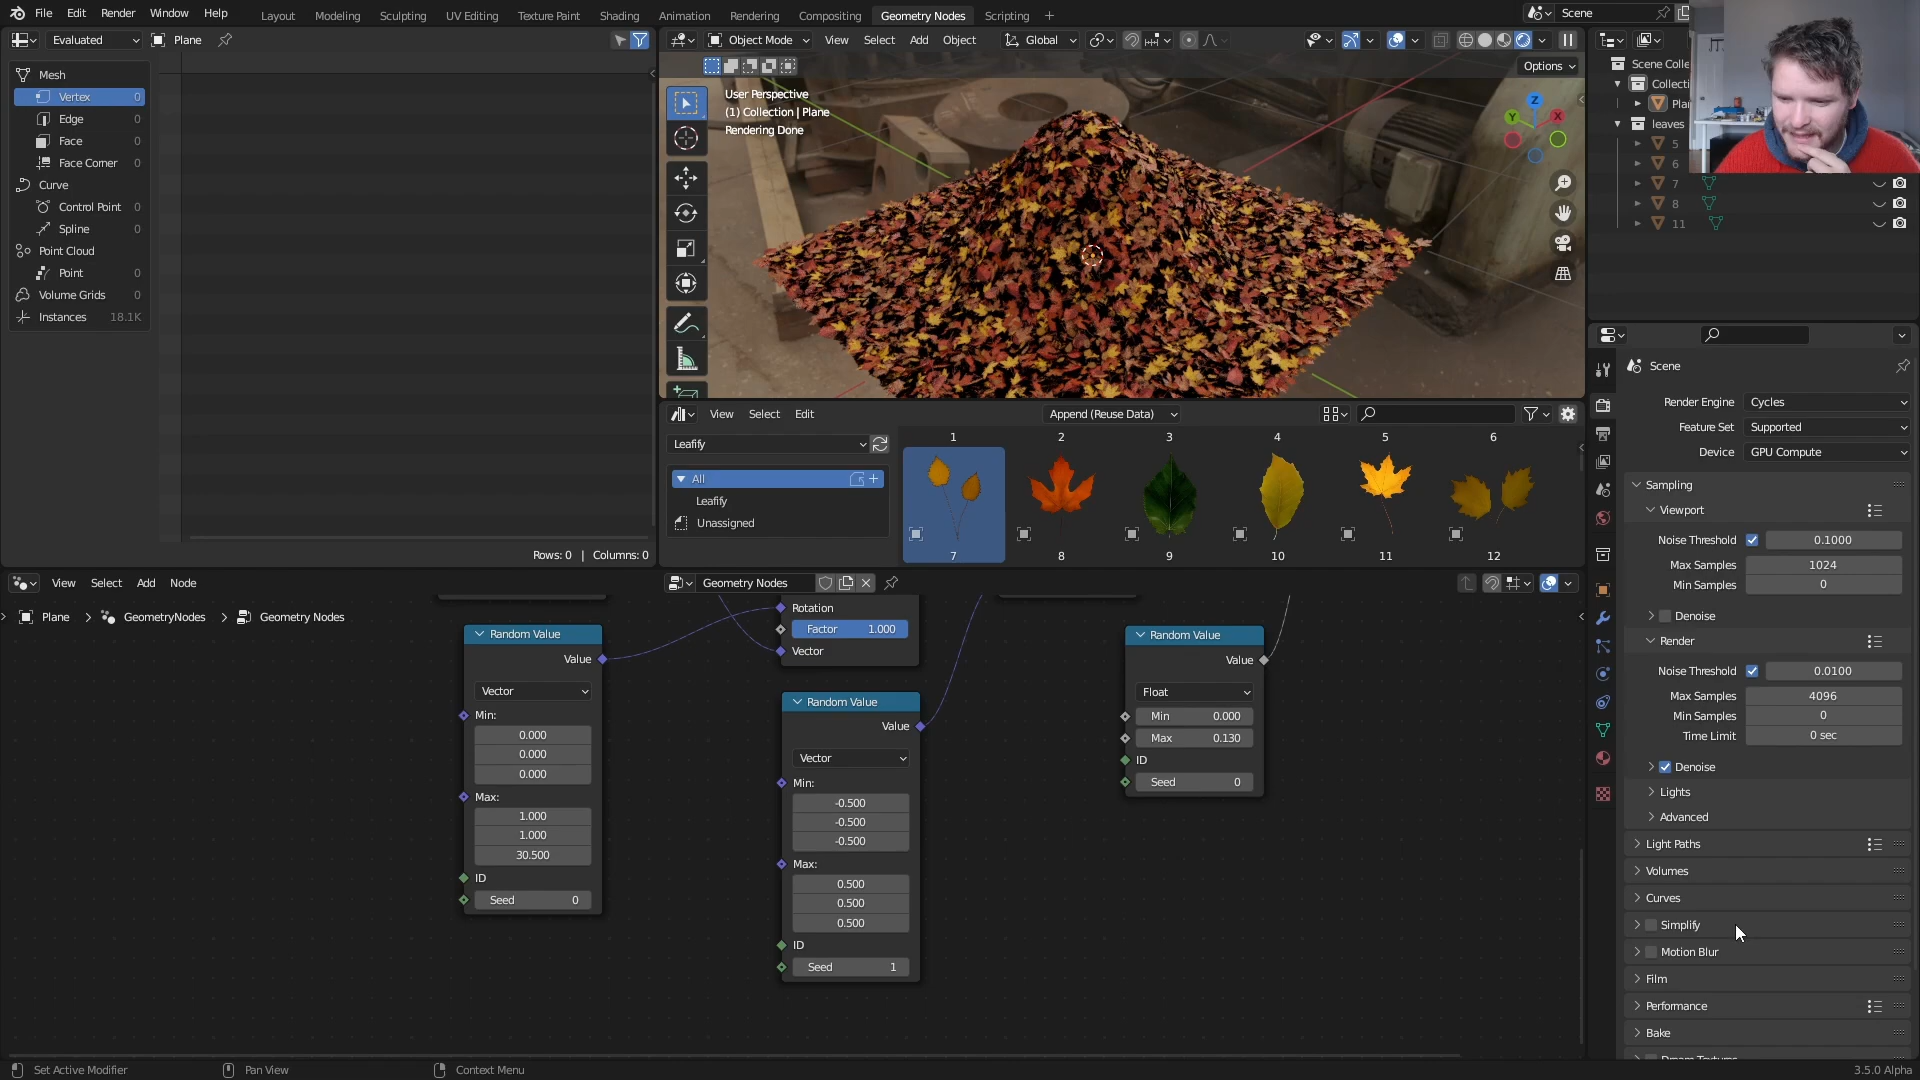 File Edit Render Window Help
Layout Modeling Sculpting UV Editing Texture Paint Shading Animation Rendering Compositing Geometry Nodes Scripting +
Scene
Evaluated Plane
Object Mode View Select Add Object Global
Options
Mesh
Vertex 0
Edge 0
Face 0
Face Corner 0
Curve
Control Point 0
Spline 0
Point Cloud
Point 0
Volume Grids 0
Instances 18.1K
Rows: 0 | Columns: 0
User Perspective
(1) Collection | Plane
Rendering Done
Z
Y
X
Scene Colle
Collecti
Plan
leaves
5
6
7
8
11
View Select Edit Append (Reuse Data)
Leafify
All
Leafify
Unassigned
1 2 3 4 5 6
7 8 9 10 11 12
View Select Add Node
Geometry Nodes
Plane > GeometryNodes > Geometry Nodes
Random Value
Value
Vector
Min:
0.000
0.000
0.000
Max:
1.000
1.000
30.500
ID
Seed 0
Rotation
Factor 1.000
Vector
Random Value
Value
Vector
Min:
-0.500
-0.500
-0.500
Max:
0.500
0.500
0.500
ID
Seed 1
Random Value
Value
Float
Min 0.000
Max 0.130
ID
Seed 0
Scene
Render Engine Cycles
Feature Set Supported
Device GPU Compute
Sampling
Viewport
Noise Threshold 0.1000
Max Samples 1024
Min Samples 0
Denoise
Render
Noise Threshold 0.0100
Max Samples 4096
Min Samples 0
Time Limit 0 sec
Denoise
Lights
Advanced
Light Paths
Volumes
Curves
Simplify
Motion Blur
Film
Performance
Bake
Set Active Modifier Pan View Context Menu
3.5.0 Alpha